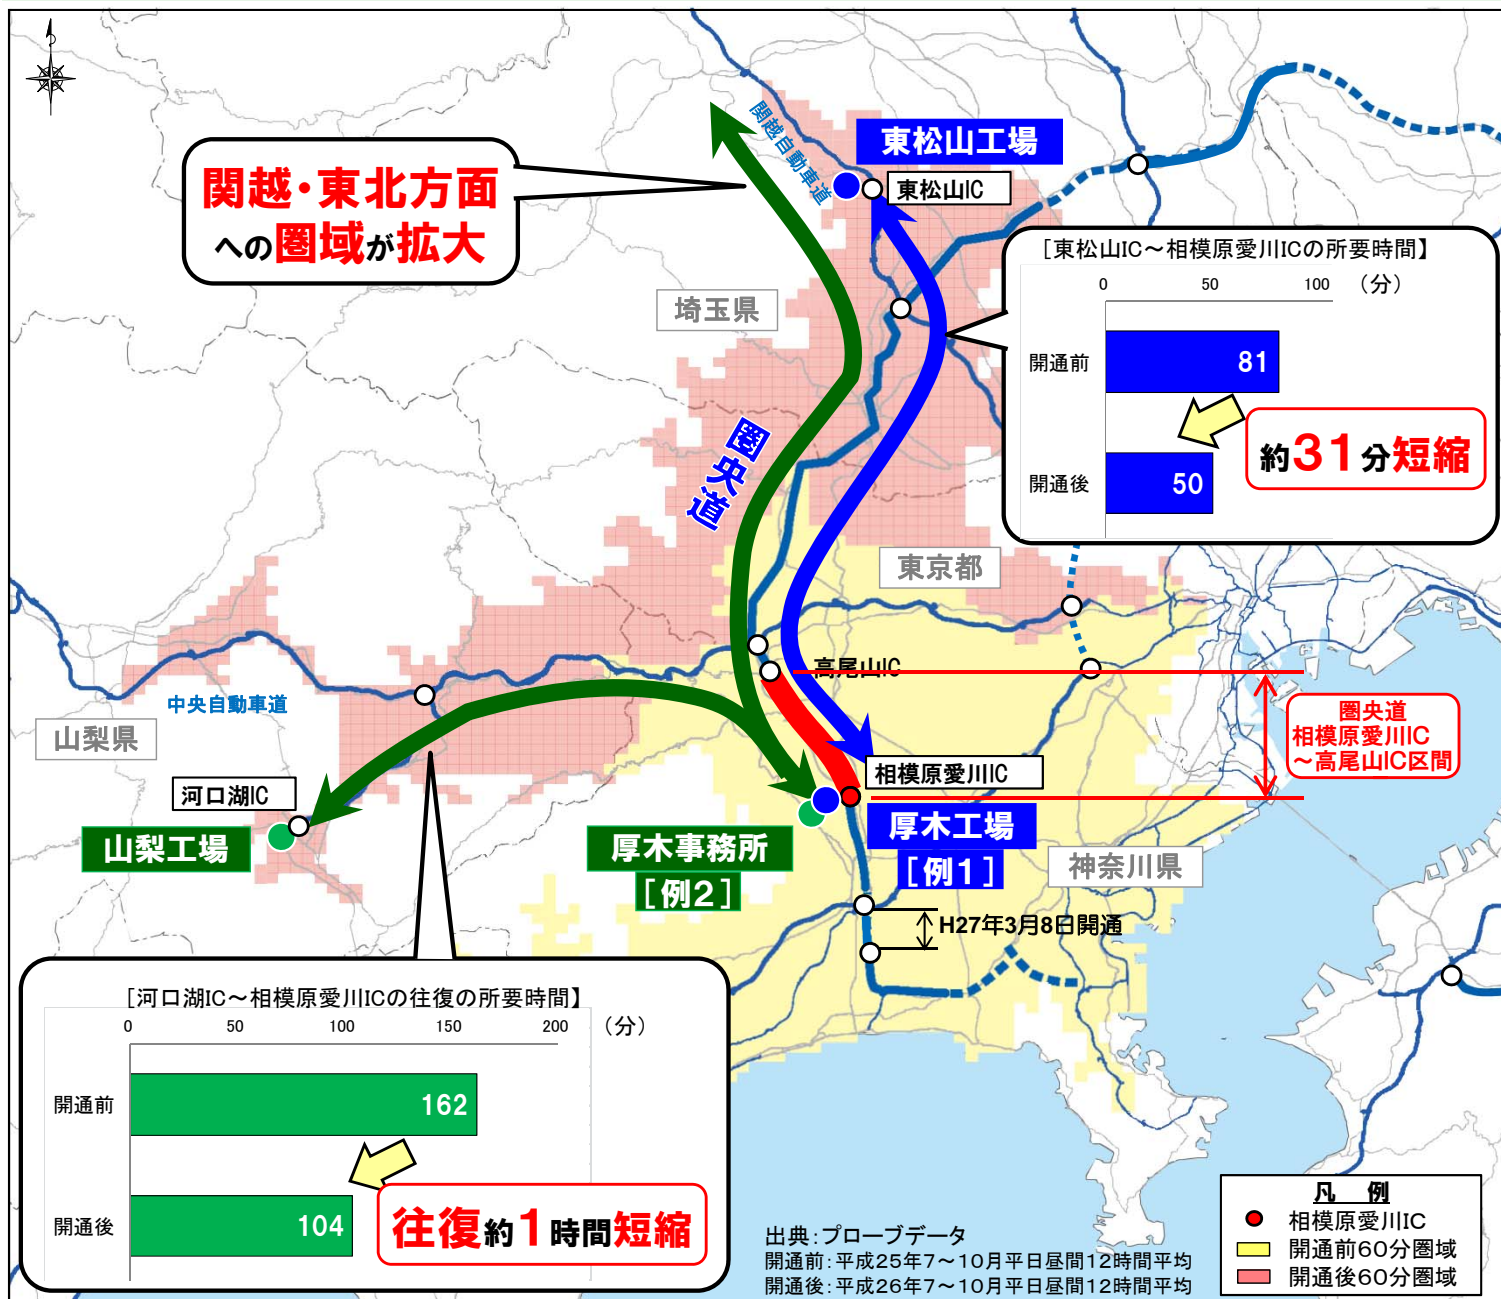 関越自動車道
東松山工場
東松山IC
関越・東北方面
への圏域が拡大
埼玉県
[東松山IC～相模原愛川ICの所要時間】
0 50 100 （分）
開通前 81
約31分短縮
開通後 50
圏央道
東京都
高尾山IC
中央自動車道
山梨県
圏央道
相模原愛川IC
～高尾山IC区間
相模原愛川IC
河口湖IC
山梨工場
厚木事務所
[例2]
厚木工場
[例1]
神奈川県
H27年3月8日開通
[河口湖IC～相模原愛川ICの往復の所要時間】
0 50 100 150 200 （分）
開通前 162
往復約1時間短縮
開通後 104
出典：プローブデータ
開通前：平成25年7～10月平日昼間12時間平均
開通後：平成26年7～10月平日昼間12時間平均
凡 例
相模原愛川IC
開通前60分圏域
開通後60分圏域